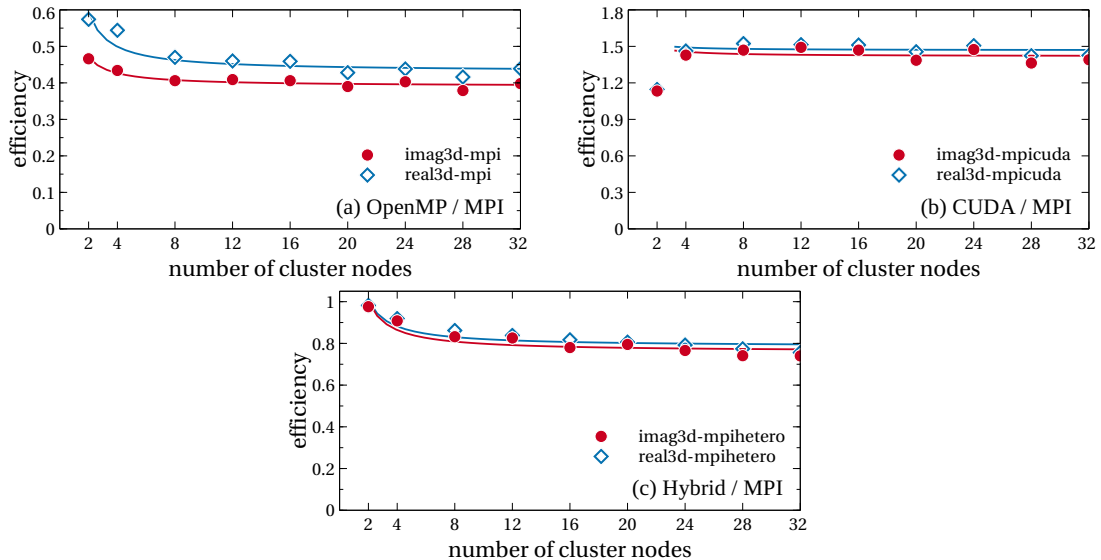 0.6
0.5
0.4
0.3
0.2
0.1
0
efficiency
imag3d-mpi
real3d-mpi
(a) OpenMP / MPI
2 4 8 12 16 20 24 28 32
number of cluster nodes
1.8
1.5
1.2
0.9
0.6
0.3
0
efficiency
imag3d-mpicuda
real3d-mpicuda
(b) CUDA / MPI
2 4 8 12 16 20 24 28 32
number of cluster nodes
1
0.8
0.6
0.4
0.2
0
efficiency
imag3d-mpihetero
real3d-mpihetero
(c) Hybrid / MPI
2 4 8 12 16 20 24 28 32
number of cluster nodes